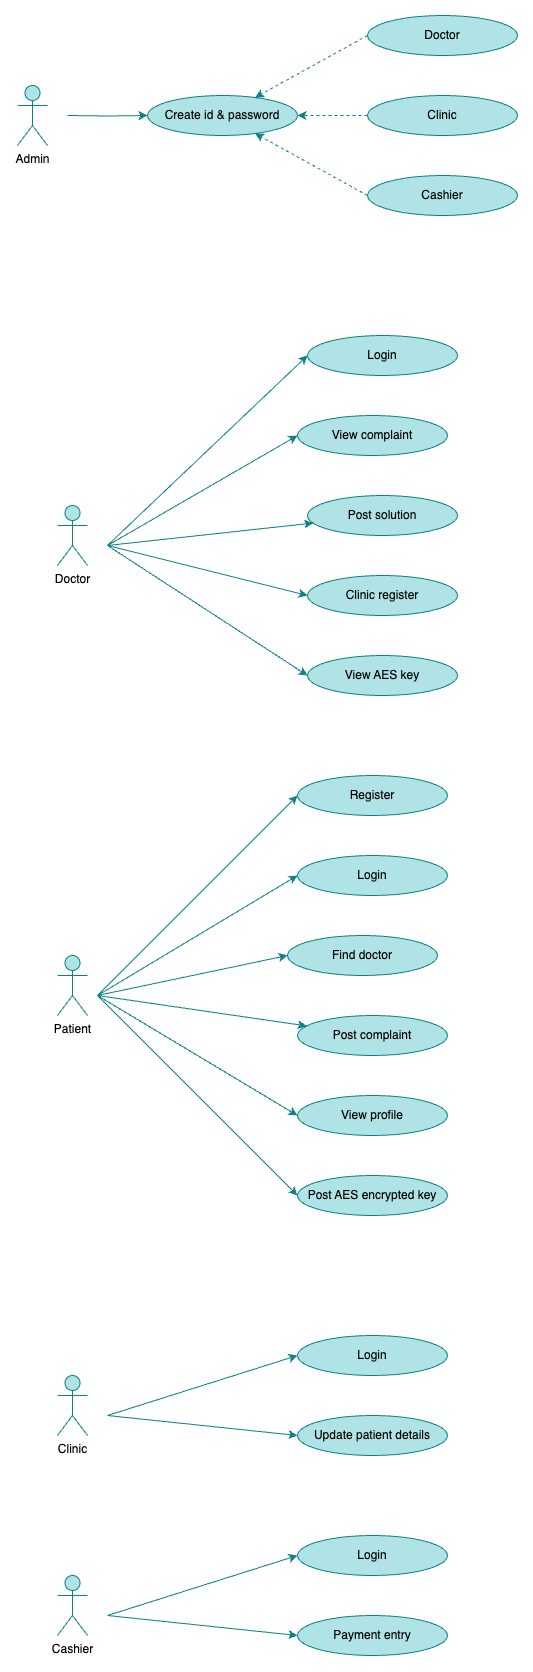 Doctor
Create id & password
Clinic
Admin
Cashier
Login
View complaint
Post solution
Doctor
Clinic register
View AES key
Register
Login
Find doctor
Patient
Post complaint
View profile
Post AES encrypted key
Login
Clinic
Update patient details
Login
Cashier
Payment entry